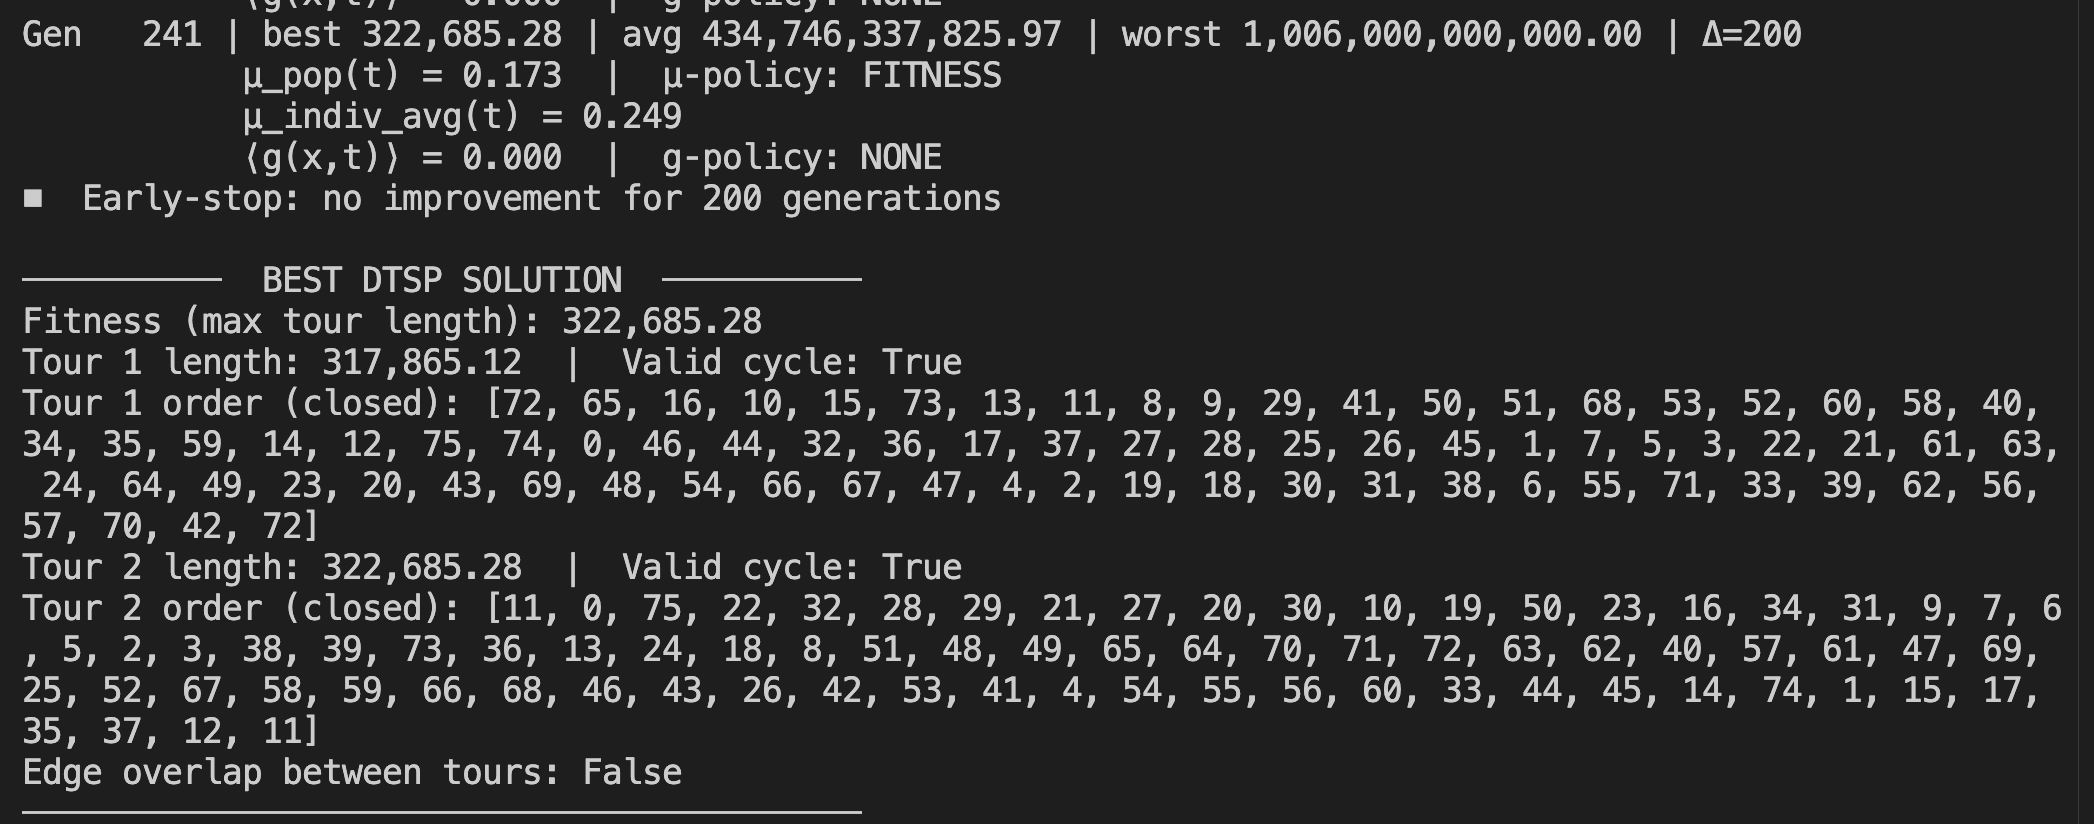 ⟨g(x,t)⟩ = 0.000 | g-policy: NONE
Gen 241 | best 322,685.28 | avg 434,746,337,825.97 | worst 1,006,000,000,000.00 | Δ=200
μ_pop(t) = 0.173 | μ-policy: FITNESS
μ_indiv_avg(t) = 0.249
⟨g(x,t)⟩ = 0.000 | g-policy: NONE
■ Early-stop: no improvement for 200 generations
────────── BEST DTSP SOLUTION ──────────
Fitness (max tour length): 322,685.28
Tour 1 length: 317,865.12 | Valid cycle: True
Tour 1 order (closed): [72, 65, 16, 10, 15, 73, 13, 11, 8, 9, 29, 41, 50, 51, 68, 53, 52, 60, 58, 40,
34, 35, 59, 14, 12, 75, 74, 0, 46, 44, 32, 36, 17, 37, 27, 28, 25, 26, 45, 1, 7, 5, 3, 22, 21, 61, 63,
24, 64, 49, 23, 20, 43, 69, 48, 54, 66, 67, 47, 4, 2, 19, 18, 30, 31, 38, 6, 55, 71, 33, 39, 62, 56,
57, 70, 42, 72]
Tour 2 length: 322,685.28 | Valid cycle: True
Tour 2 order (closed): [11, 0, 75, 22, 32, 28, 29, 21, 27, 20, 30, 10, 19, 50, 23, 16, 34, 31, 9, 7, 6
, 5, 2, 3, 38, 39, 73, 36, 13, 24, 18, 8, 51, 48, 49, 65, 64, 70, 71, 72, 63, 62, 40, 57, 61, 47, 69,
25, 52, 67, 58, 59, 66, 68, 46, 43, 26, 42, 53, 41, 4, 54, 55, 56, 60, 33, 44, 45, 14, 74, 1, 15, 17,
35, 37, 12, 11]
Edge overlap between tours: False